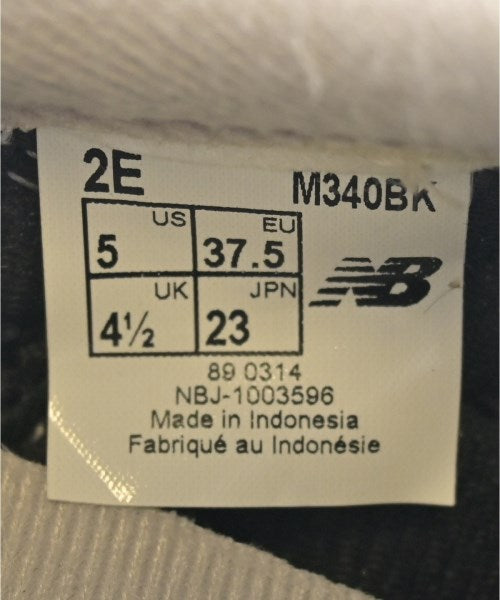 2E M340BK
US EU
5 37.5
UK JPN
4½ 23
NB
89 0314
NBJ-1003596
Made in Indonesia
Fabriqué au Indonésie